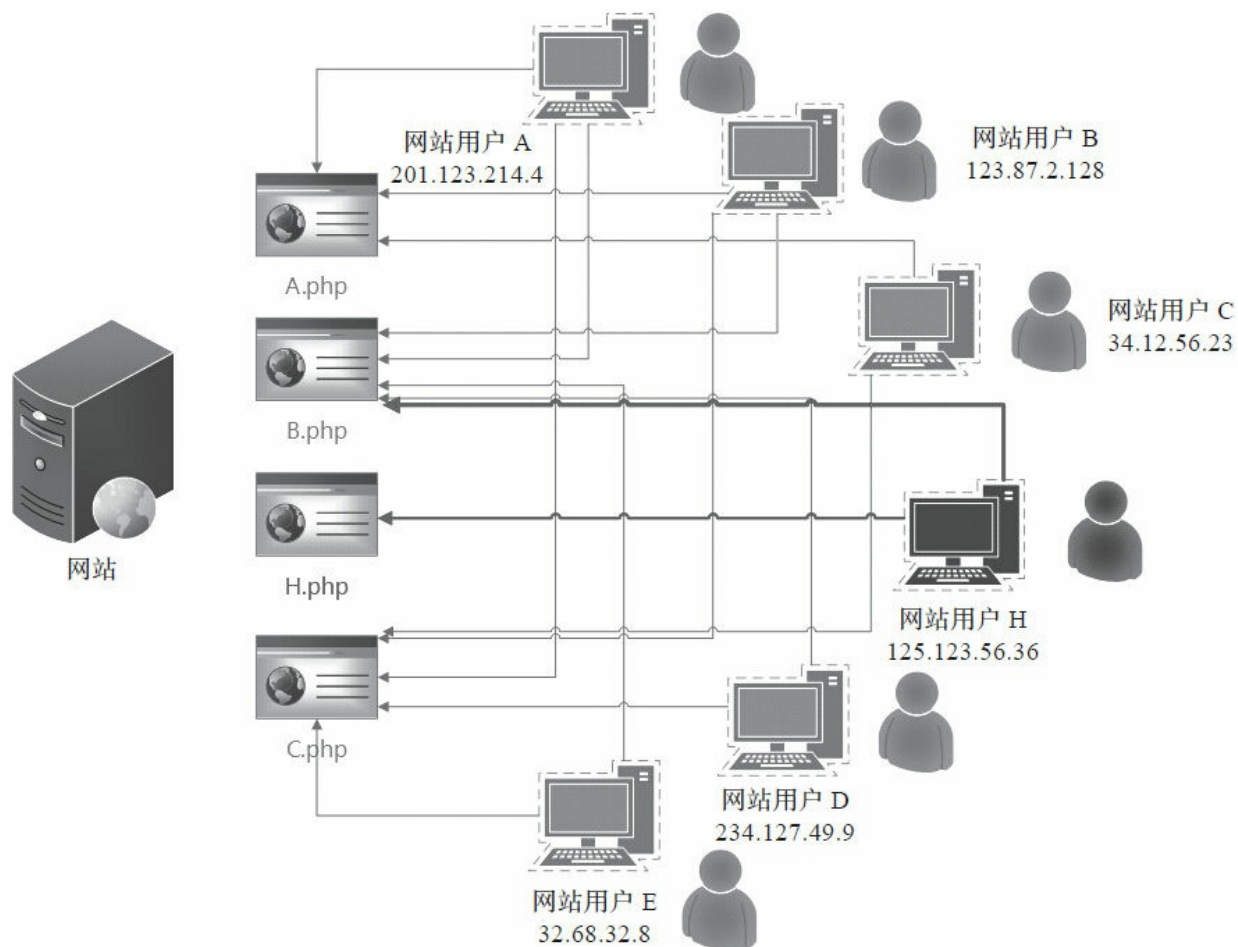 网站用户 A
201.123.214.4
网站用户 B
123.87.2.128
A.php
网站用户 C
34.12.56.23
B.php
网站
H.php
网站用户 H
125.123.56.36
C.php
网站用户 D
234.127.49.9
网站用户 E
32.68.32.8